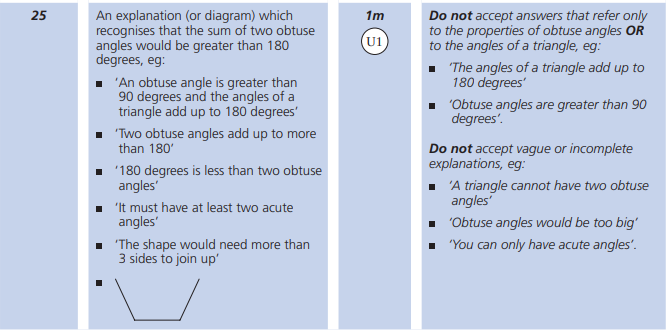 25
An explanation (or diagram) which
recognises that the sum of two obtuse
angles would be greater than 180
degrees, eg:
■ ‘An obtuse angle is greater than
90 degrees and the angles of a
triangle add up to 180 degrees’
■ ‘Two obtuse angles add up to more
than 180’
■ ‘180 degrees is less than two obtuse
angles’
■ ‘It must have at least two acute
angles’
■ ‘The shape would need more than
3 sides to join up’
■
1m
U1
Do not accept answers that refer only
to the properties of obtuse angles OR
to the angles of a triangle, eg:
■ ‘The angles of a triangle add up to
180 degrees’
■ ‘Obtuse angles are greater than 90
degrees’.
Do not accept vague or incomplete
explanations, eg:
■ ‘A triangle cannot have two obtuse
angles’
■ ‘Obtuse angles would be too big’
■ ‘You can only have acute angles’.